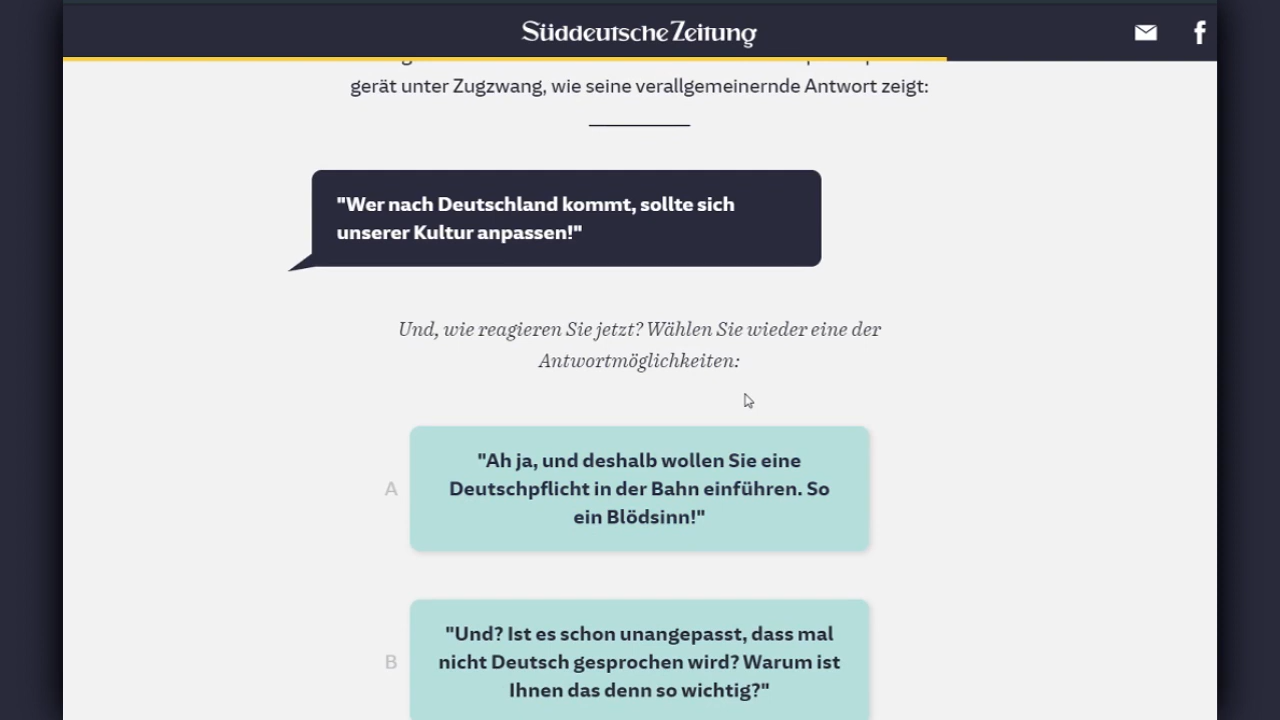 Süddeutsche Zeitung
gerät unter Zugzwang, wie seine verallgemeinernde Antwort zeigt:
"Wer nach Deutschland kommt, sollte sich
unserer Kultur anpassen!"
Und, wie reagieren Sie jetzt? Wählen Sie wieder eine der
Antwortmöglichkeiten:
A
"Ah ja, und deshalb wollen Sie eine
Deutschpflicht in der Bahn einführen. So
ein Blödsinn!"
B
"Und? Ist es schon unangepasst, dass mal
nicht Deutsch gesprochen wird? Warum ist
Ihnen das denn so wichtig?"